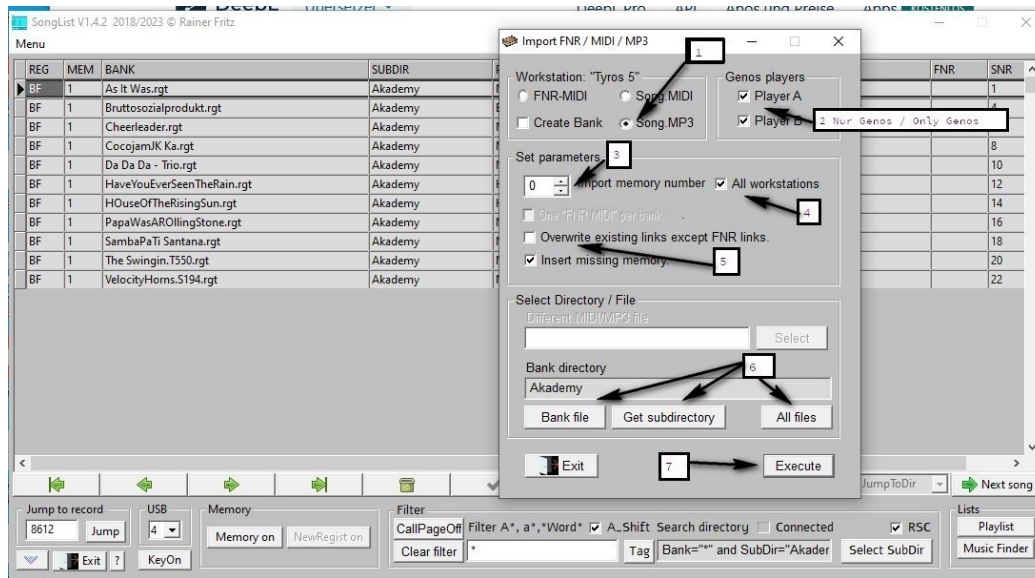 DeepL Übersetzer DeepL Pro API Abos und Preise Apps KOSTENLOS
SongList V1.4.2 2018/2023 © Rainer Fritz
Menu
REG MEM BANK SUBDIR FNR SNR
BF 1 As It Was.rgt Akademy 1
BF 1 Bruttosozialprodukt.rgt Akademy 4
BF 1 Cheerleader.rgt Akademy
BF 1 CocojamJK Ka.rgt Akademy 8
BF 1 Da Da Da - Trio.rgt Akademy 10
BF 1 HaveYouEverSeenTheRain.rgt Akademy 12
BF 1 HOuseOfTheRisingSun.rgt Akademy 14
BF 1 PapaWasAROllingStone.rgt Akademy 16
BF 1 SambaPaTi Santana.rgt Akademy 18
BF 1 The Swingin.T550.rgt Akademy 20
BF 1 VelocityHorns.S194.rgt Akademy 22
Import FNR / MIDI / MP3
1
Workstation: "Tyros 5" Genos players
FNR-MIDI Song.MIDI Player A
Create Bank Song.MP3 Player B
2 Nur Genos / Only Genos
Set parameters 3
0 Import memory number All workstations
4
One "FNR MIDI" per bank.
Overwrite existing links except FNR links.
Insert missing memory. 5
Select Directory / File
Different MIDI/MP3 file
Select
Bank directory 6
Akademy
Bank file Get subdirectory All files
Exit 7 Execute
JumpToDir Next song
Jump to record USB Memory Filter Lists
8612 Jump 4 Memory on NewRegist on CallPageOff Filter A*, a*,*Word* A_Shift Search directory Connected RSC Playlist
Exit ? KeyOn Clear filter * Tag Bank="*" and SubDir="Akader Select SubDir Music Finder